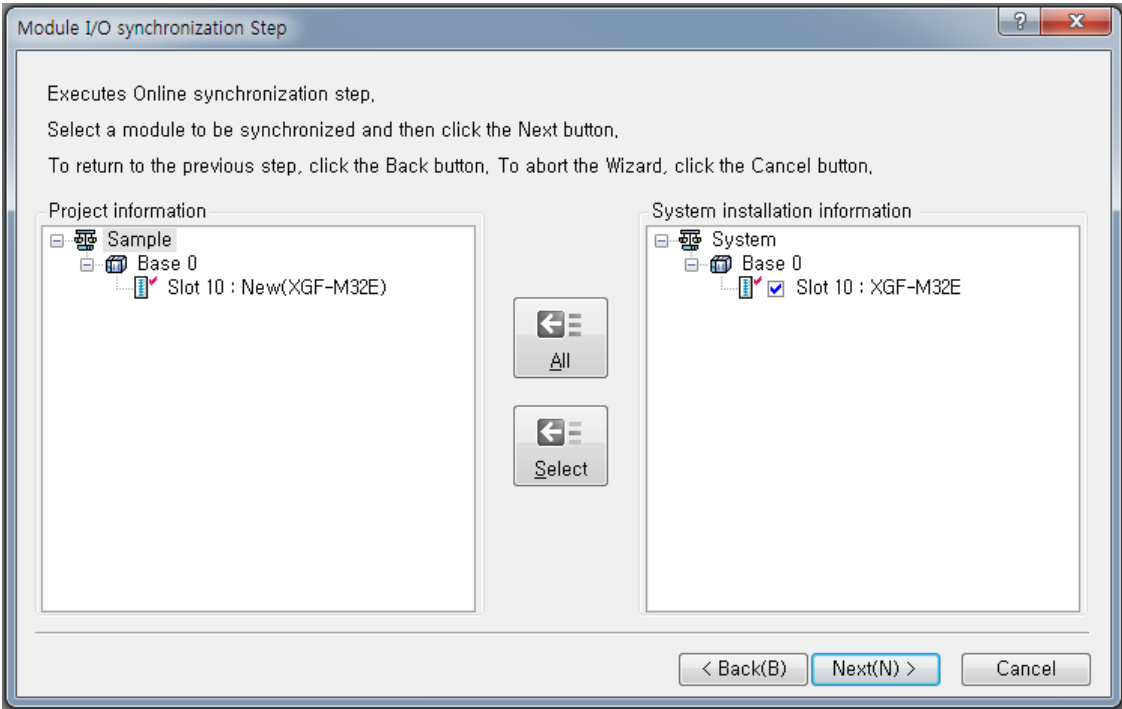 Module I/O synchronization Step
Executes Online synchronization step,
Select a module to be synchronized and then click the Next button,
To return to the previous step, click the Back button, To abort the Wizard, click the Cancel button,
Project information
Sample
Base 0
Slot 10 : New(XGF-M32E)
All
Select
System installation information
System
Base 0
Slot 10 : XGF-M32E
< Back(B)
Next(N) >
Cancel